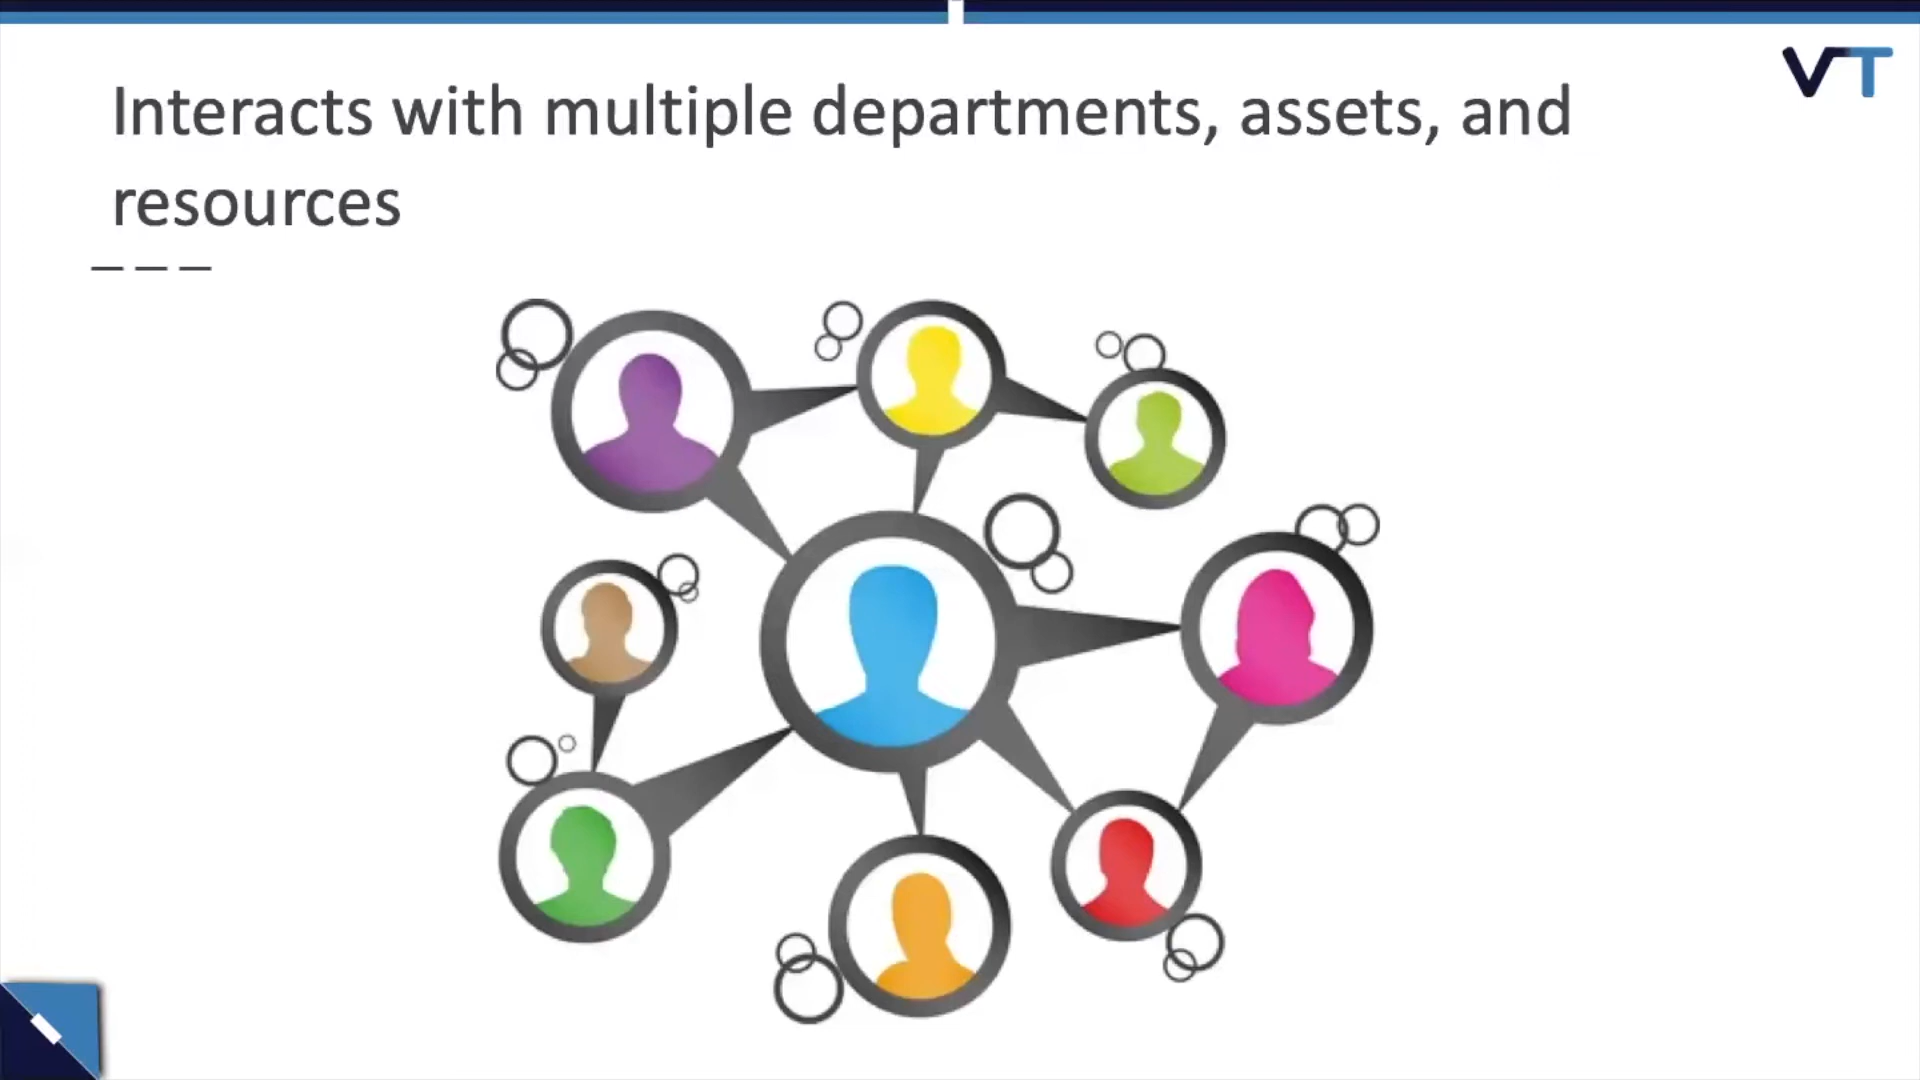 VT
Interacts with multiple departments, assets, and
resources